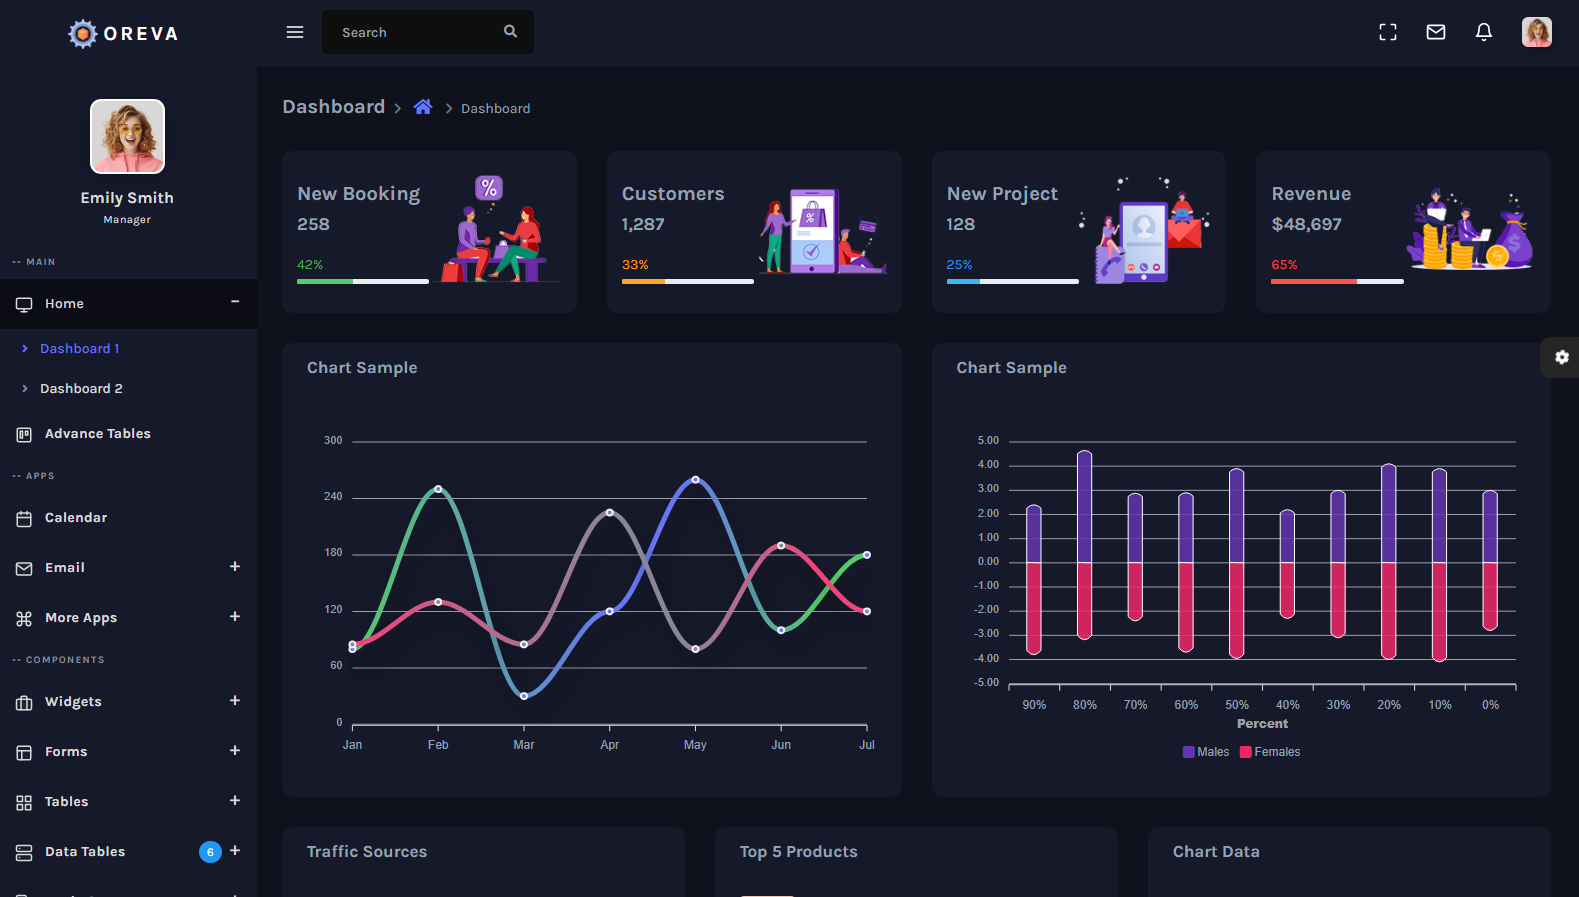 OREVA
Search
Emily Smith
Manager
-- MAIN
Home
Dashboard 1
Dashboard 2
Advance Tables
-- APPS
Calendar
Email
More Apps
-- COMPONENTS
Widgets
Forms
Tables
Data Tables 6
Dashboard > > Dashboard
New Booking
258
42%
%
Customers
1,287
33%
%
New Project
128
25%
Revenue
$48,697
65%
$
$
Chart Sample
300
240
180
120
60
0
Jan Feb Mar Apr May Jun Jul
Chart Sample
5.00
4.00
3.00
2.00
1.00
0.00
-1.00
-2.00
-3.00
-4.00
-5.00
90% 80% 70% 60% 50% 40% 30% 20% 10% 0%
Percent
Males Females
Traffic Sources
Top 5 Products
Chart Data